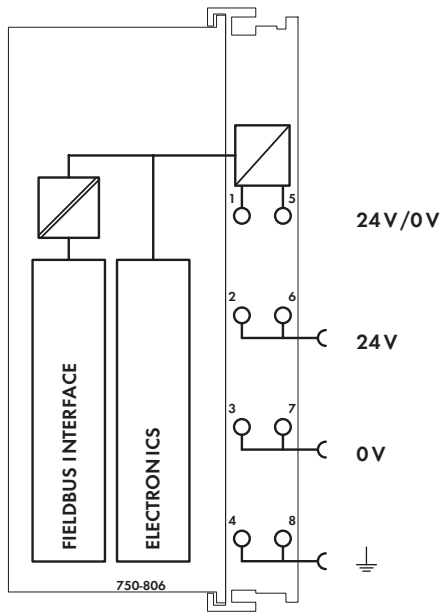 1 5
24V/0V
2 6
24V
3 7
0V
4 8
FIELDBUS INTERFACE
ELECTRONICS
750-806